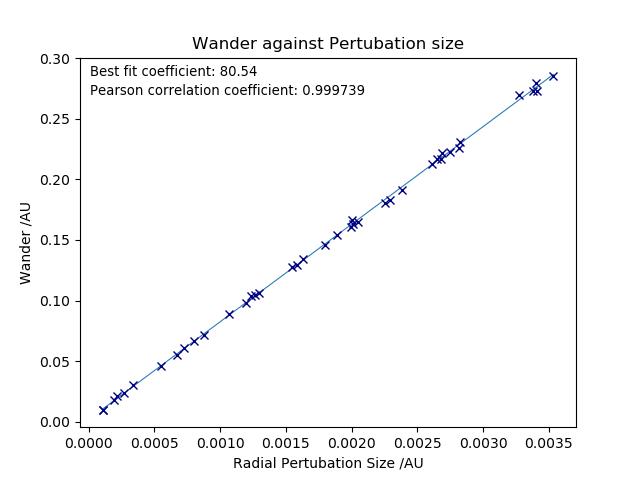 Wander against Pertubation size
Best fit coefficient: 80.54
Pearson correlation coefficient: 0.999739
Wander /AU
0.30
0.25
0.20
0.15
0.10
0.05
0.00
0.0000 0.0005 0.0010 0.0015 0.0020 0.0025 0.0030 0.0035
Radial Pertubation Size /AU